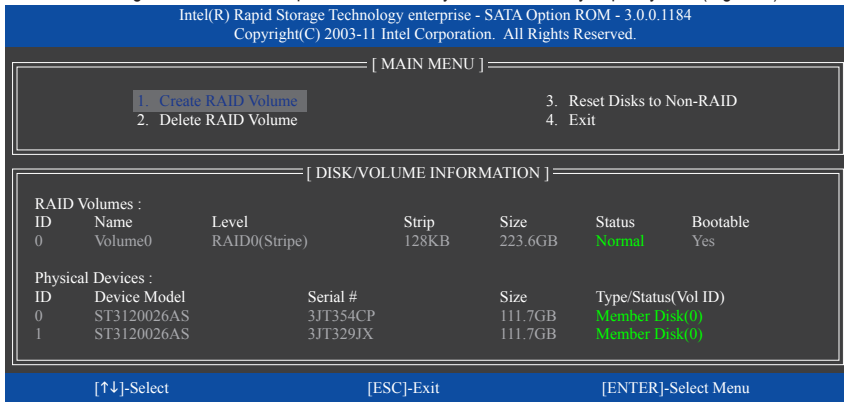 Intel(R) Rapid Storage Technology enterprise - SATA Option ROM - 3.0.0.1184
Copyright(C) 2003-11 Intel Corporation. All Rights Reserved.
[ MAIN MENU ]
1. Create RAID Volume 3. Reset Disks to Non-RAID
2. Delete RAID Volume 4. Exit
[ DISK/VOLUME INFORMATION ]
RAID Volumes :
ID Name Level Strip Size Status Bootable
0 Volume0 RAID0(Stripe) 128KB 223.6GB Normal Yes
Physical Devices :
ID Device Model Serial # Size Type/Status(Vol ID)
0 ST3120026AS 3JT354CP 111.7GB Member Disk(0)
1 ST3120026AS 3JT329JX 111.7GB Member Disk(0)
[↑↓]-Select [ESC]-Exit [ENTER]-Select Menu